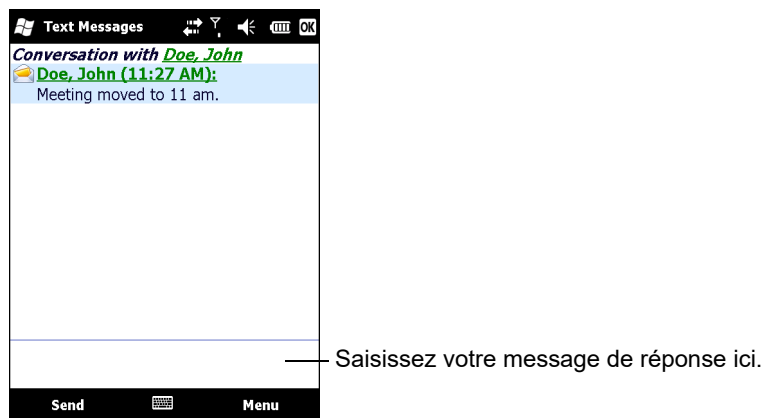 Text Messages OK
Conversation with Doe, John
Doe, John (11:27 AM):
Meeting moved to 11 am.
Saisissez votre message de réponse ici.
Send Menu